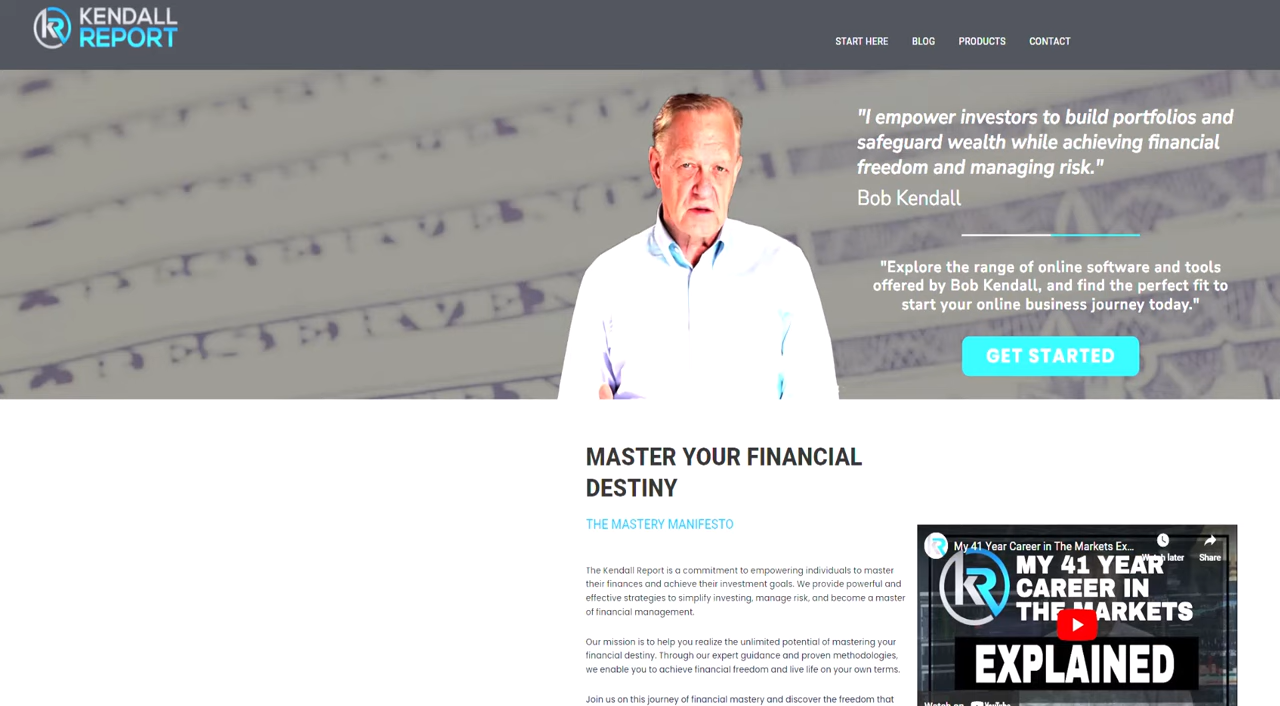 KENDALL
REPORT
START HERE
BLOG
PRODUCTS
CONTACT
"I empower investors to build portfolios and
safeguard wealth while achieving financial
freedom and managing risk."
Bob Kendall
"Explore the range of online software and tools
offered by Bob Kendall, and find the perfect fit to
start your online business journey today."
GET STARTED
MASTER YOUR FINANCIAL
DESTINY
THE MASTERY MANIFESTO
The Kendall Report is a commitment to empowering individuals to master
their finances and achieve their investment goals. We provide powerful and
effective strategies to simplify investing, manage risk, and become a master
of financial management.
Our mission is to help you realize the unlimited potential of mastering your
financial destiny. Through our expert guidance and proven methodologies,
we enable you to achieve financial freedom and live life on your own terms.
Join us on this journey of financial mastery and discover the freedom that
My 41 Year Career in The Markets Ex...
Watch later
Share
MY 41 YEAR
CAREER IN
THE MARKETS
EXPLAINED
Watch on YouTube